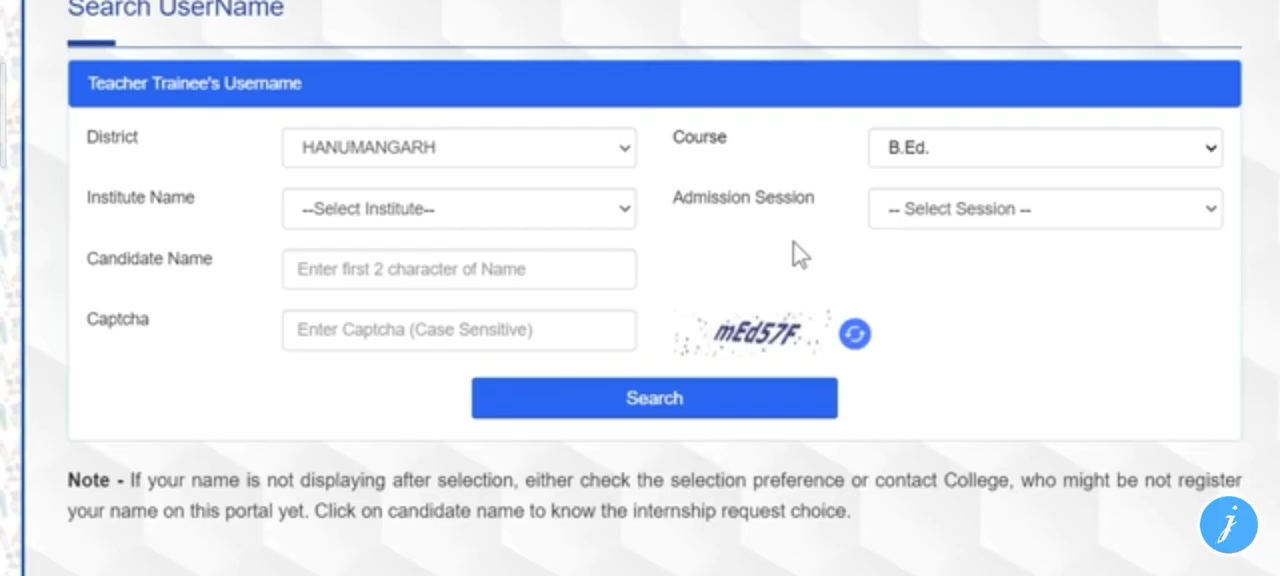 Search UserName
Teacher Trainee's Username
District
HANUMANGARH
Course
B.Ed.
Institute Name
--Select Institute--
Admission Session
-- Select Session --
Candidate Name
Enter first 2 character of Name
Captcha
Enter Captcha (Case Sensitive)
mEd57F
Search
Note - If your name is not displaying after selection, either check the selection preference or contact College, who might be not register
your name on this portal yet. Click on candidate name to know the internship request choice.
j